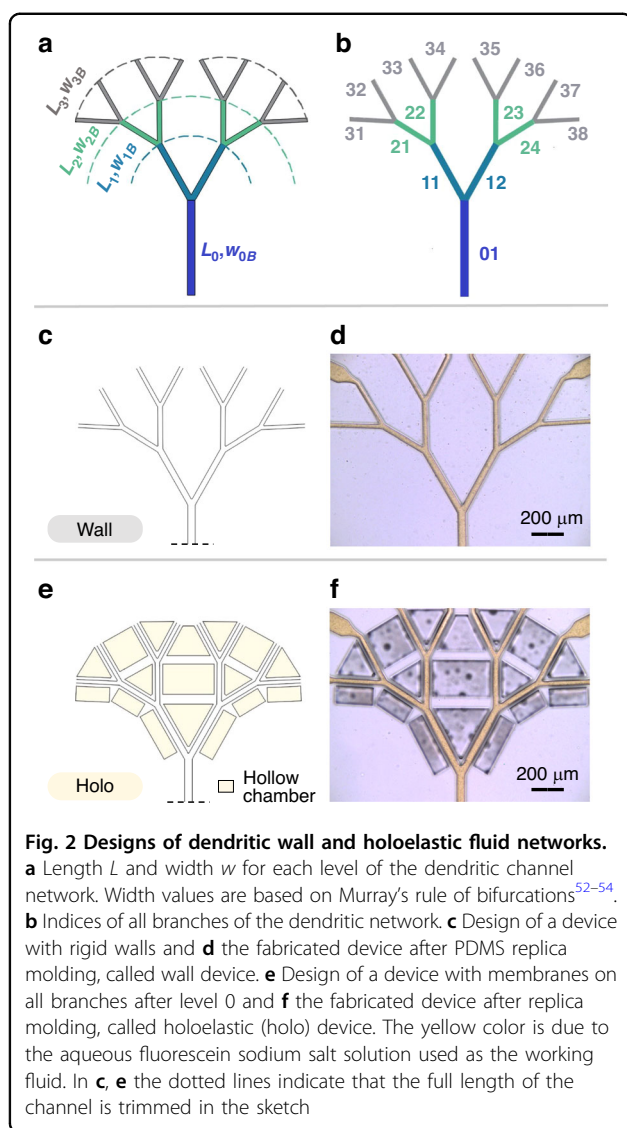 a
L3, w3B
L2, w2B
L1, w1B
L0, w0B
b
34
35
33
36
32
37
22
23
31
38
21
24
11
12
01
c
Wall
d
200 μm
e
Holo
Hollow
chamber
f
200 μm
Fig. 2 Designs of dendritic wall and holoelastic fluid networks.
a Length L and width w for each level of the dendritic channel
network. Width values are based on Murray's rule of bifurcations52–54.
b Indices of all branches of the dendritic network. c Design of a device
with rigid walls and d the fabricated device after PDMS replica
molding, called wall device. e Design of a device with membranes on
all branches after level 0 and f the fabricated device after replica
molding, called holoelastic (holo) device. The yellow color is due to
the aqueous fluorescein sodium salt solution used as the working
fluid. In c, e the dotted lines indicate that the full length of the
channel is trimmed in the sketch